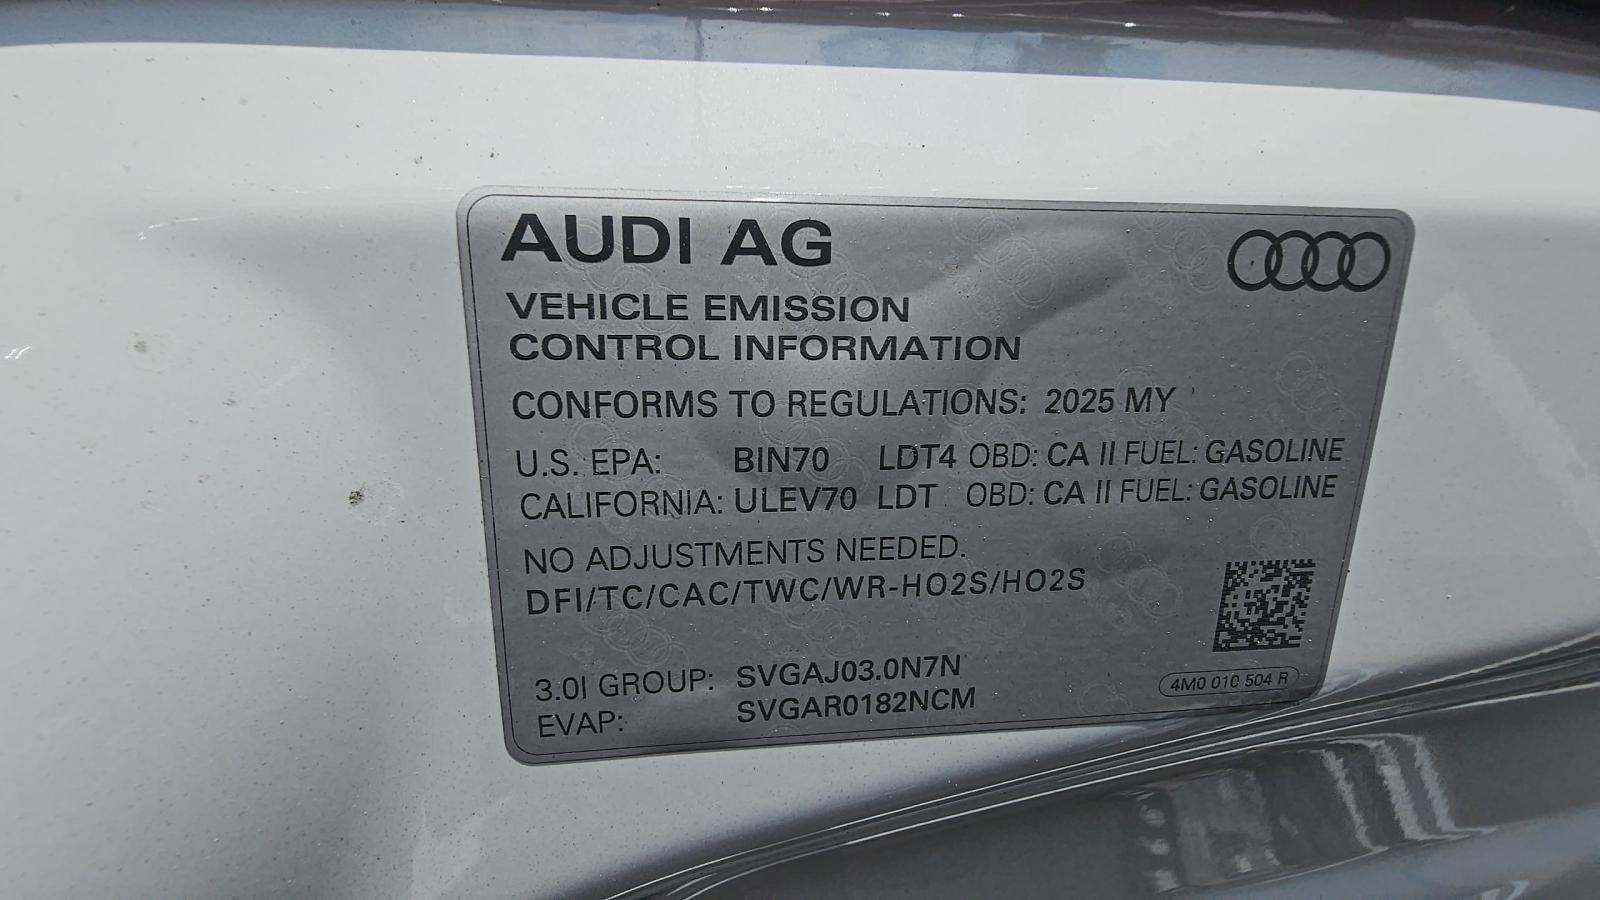 AUDI AG
VEHICLE EMISSION
CONTROL INFORMATION
CONFORMS TO REGULATIONS: 2025 MY
U.S. EPA: BIN70 LDT4 OBD: CA II FUEL: GASOLINE
CALIFORNIA: ULEV70 LDT OBD: CA II FUEL: GASOLINE
NO ADJUSTMENTS NEEDED.
DFI/TC/CAC/TWC/WR-HO2S/HO2S
3.0l GROUP: SVGAJ03.0N7N
EVAP: SVGAR0182NCM
4M0 010 504 R